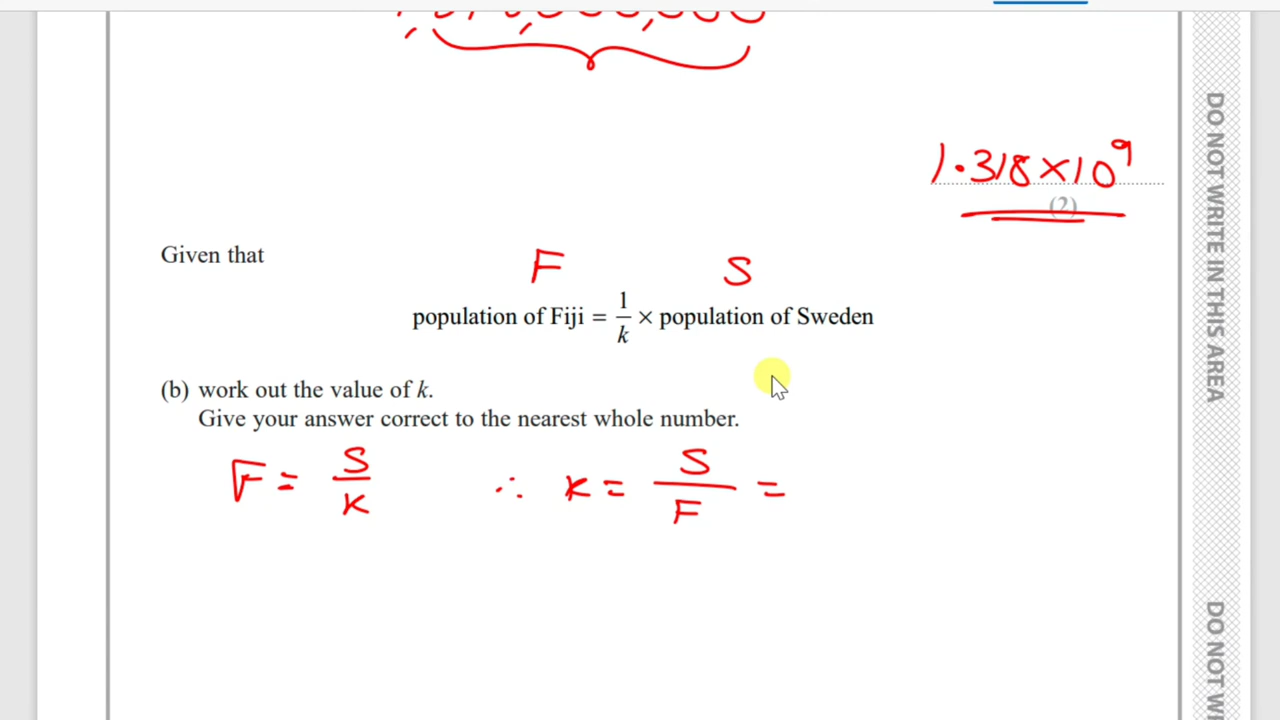 1.318×10⁹
(2)
Given that
F S
population of Fiji = 1/k × population of Sweden
(b) work out the value of k.
Give your answer correct to the nearest whole number.
F = S/K ∴ K = S/F =
DO NOT WRITE IN THIS AREA
DO NOT WRI